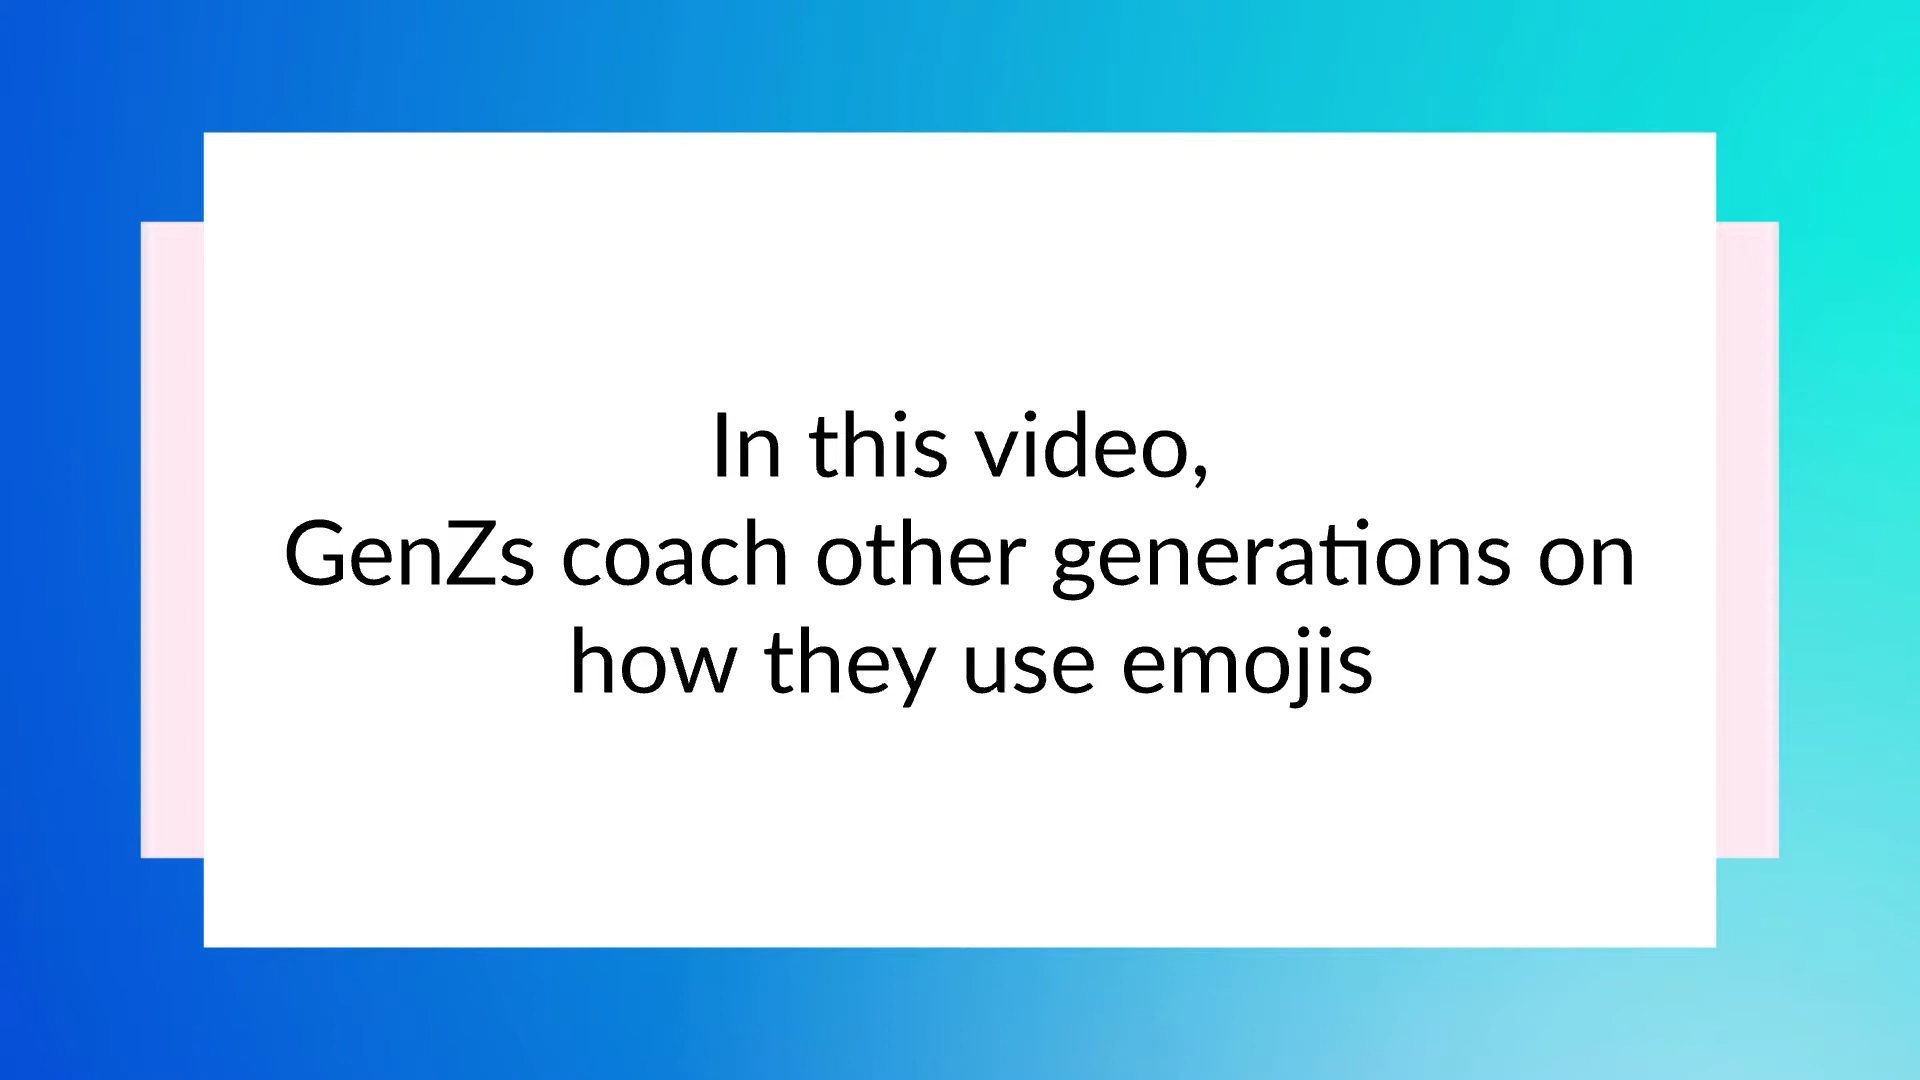 In this video,
GenZs coach other generations on
how they use emojis